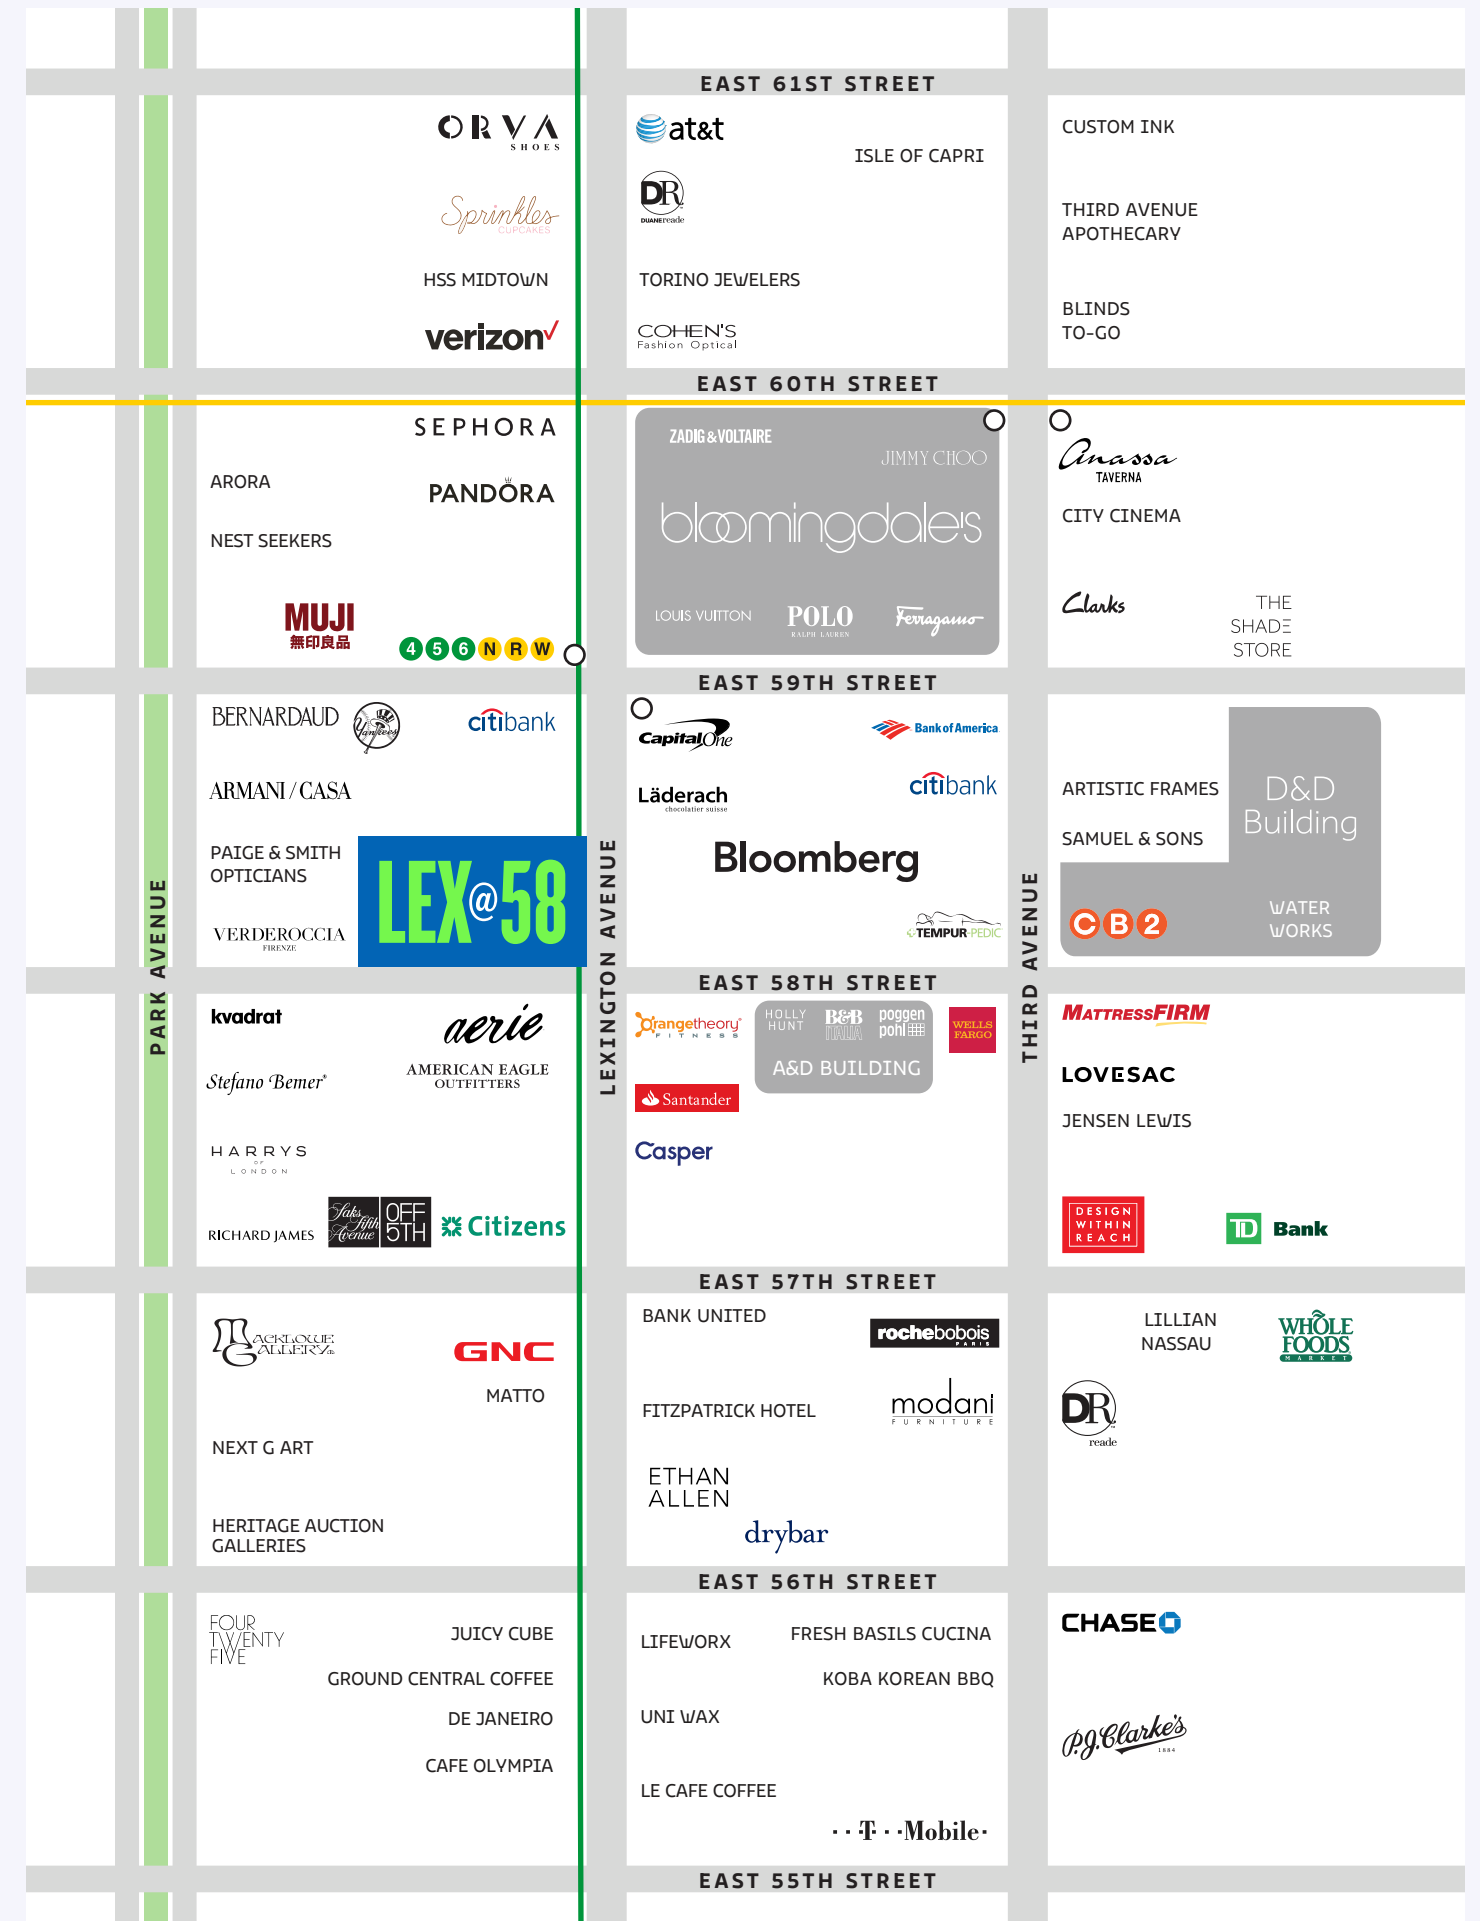 EAST 61ST STREET
ORVA
SHOES
Sprinkles
CUPCAKES
HSS MIDTOWN
verizon
at&t
ISLE OF CAPRI
DR
DUANEreade
TORINO JEWELERS
COHEN'S
Fashion Optical
CUSTOM INK
THIRD AVENUE
APOTHECARY
BLINDS
TO-GO
EAST 60TH STREET
SEPHORA
ARORA
PANDORA
NEST SEEKERS
MUJI
無印良品
4 5 6 N R W
ZADIG & VOLTAIRE
JIMMY CHOO
bloomingdale's
LOUIS VUITTON
POLO
RALPH LAUREN
Ferragamo
anassa
TAVERNA
CITY CINEMA
Clarks
THE
SHADE
STORE
EAST 59TH STREET
BERNARDAUD
Yankees
citibank
ARMANI / CASA
PAIGE & SMITH
OPTICIANS
LEX@58
VERDEROCCIA
FIRENZE
Capital One
Bank of America
Läderach
chocolatier suisse
citibank
Bloomberg
TEMPUR-PEDIC
ARTISTIC FRAMES
SAMUEL & SONS
D&D
Building
CB2
WATER
WORKS
PARK AVENUE
LEXINGTON AVENUE
THIRD AVENUE
EAST 58TH STREET
kvadrat
aerie
AMERICAN EAGLE
OUTFITTERS
Stefano Bemer®
HARRYS
OF
LONDON
RICHARD JAMES
Saks
fifth
Avenue
OFF
5TH
Citizens
Orangetheory®
FITNESS
HOLLY
HUNT
B&B
ITALIA
poggen
pohl
A&D BUILDING
WELLS
FARGO
Santander
Casper
MATTRESSFIRM
LOVESAC
JENSEN LEWIS
DESIGN
WITHIN
REACH
TD Bank
EAST 57TH STREET
MACKLOWE
GALLERY
GNC
MATTO
NEXT G ART
HERITAGE AUCTION
GALLERIES
BANK UNITED
rochebobois
PARIS
FITZPATRICK HOTEL
modani
FURNITURE
ETHAN
ALLEN
drybar
LILLIAN
NASSAU
WHOLE
FOODS
MARKET
DR
reade
EAST 56TH STREET
FOUR
TWENTY
FIVE
JUICY CUBE
GROUND CENTRAL COFFEE
DE JANEIRO
CAFE OLYMPIA
LIFEWORX
FRESH BASILS CUCINA
KOBA KOREAN BBQ
UNI WAX
LE CAFE COFFEE
T Mobile
CHASE
P.J. Clarke's
1884
EAST 55TH STREET